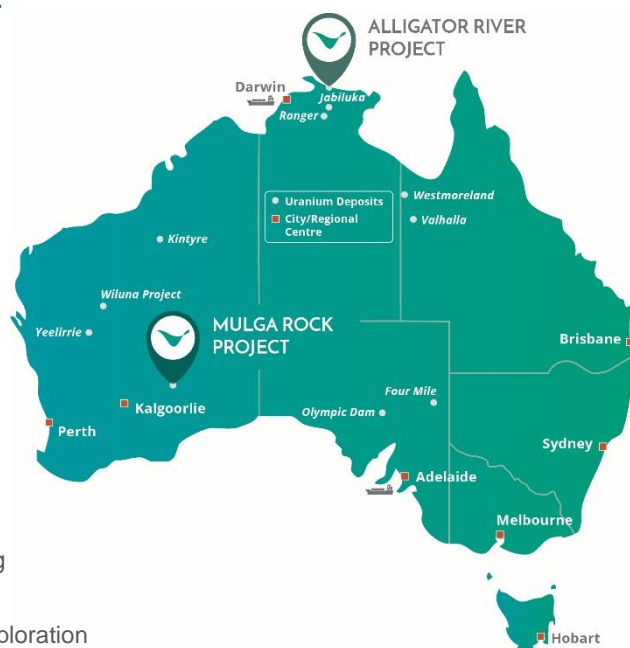 ALLIGATOR RIVER
PROJECT
Darwin
Jabiluka
Ranger
Uranium Deposits
City/Regional
Centre
Westmoreland
Valhalla
Kintyre
Wiluna Project
Yeelirrie
MULGA ROCK
PROJECT
Brisbane
Four Mile
Olympic Dam
Kalgoorlie
Perth
Sydney
Adelaide
Melbourne
Hobart